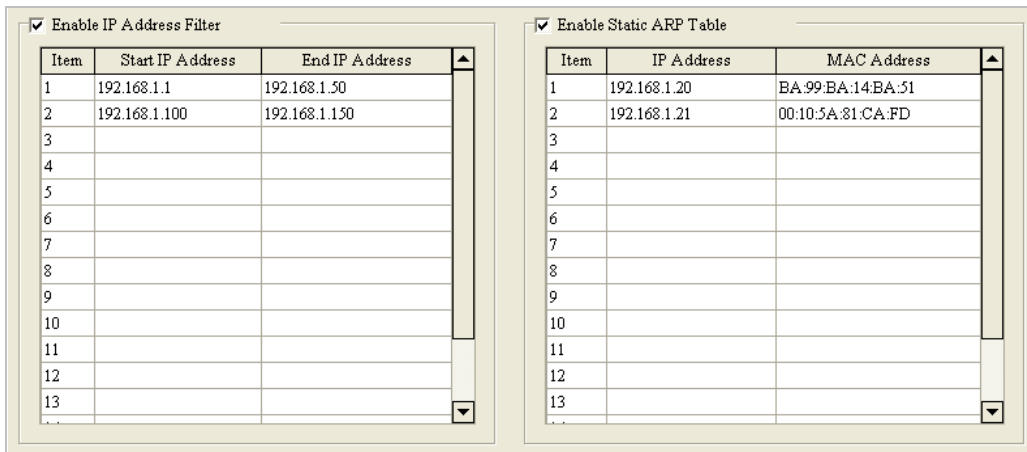 Enable IP Address Filter
Item Start IP Address End IP Address
1 192.168.1.1 192.168.1.50
2 192.168.1.100 192.168.1.150
3
4
5
6
7
8
9
10
11
12
13
Enable Static ARP Table
Item IP Address MAC Address
1 192.168.1.20 BA:99:BA:14:BA:51
2 192.168.1.21 00:10:5A:81:CA:FD
3
4
5
6
7
8
9
10
11
12
13